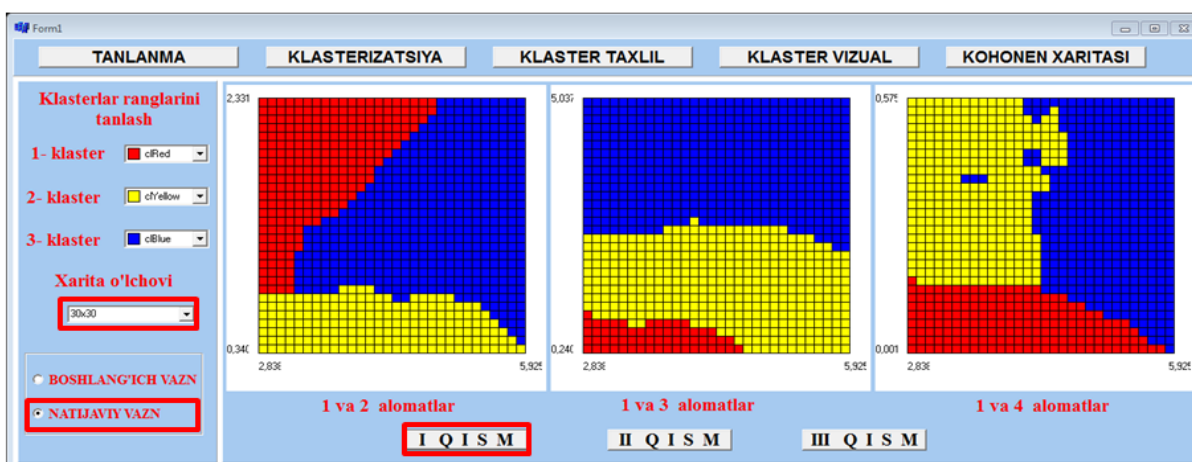 Form1
TANLANMA KLASTERIZATSIYA KLASTER TAXLIL KLASTER VIZUAL KOHONEN XARITASI
Klasterlar ranglarini
tanlash
1- klaster clRed
2- klaster clYellow
3- klaster clBlue
Xarita o'lchovi
30x30
BOSHLANG'ICH VAZN
NATIJAVIY VAZN
2,331
0,340
2,836 5,925
1 va 2 alomatlar
5,037
0,240
2,836 5,925
1 va 3 alomatlar
0,575
0,001
2,836 5,925
1 va 4 alomatlar
I Q I S M II Q I S M III Q I S M